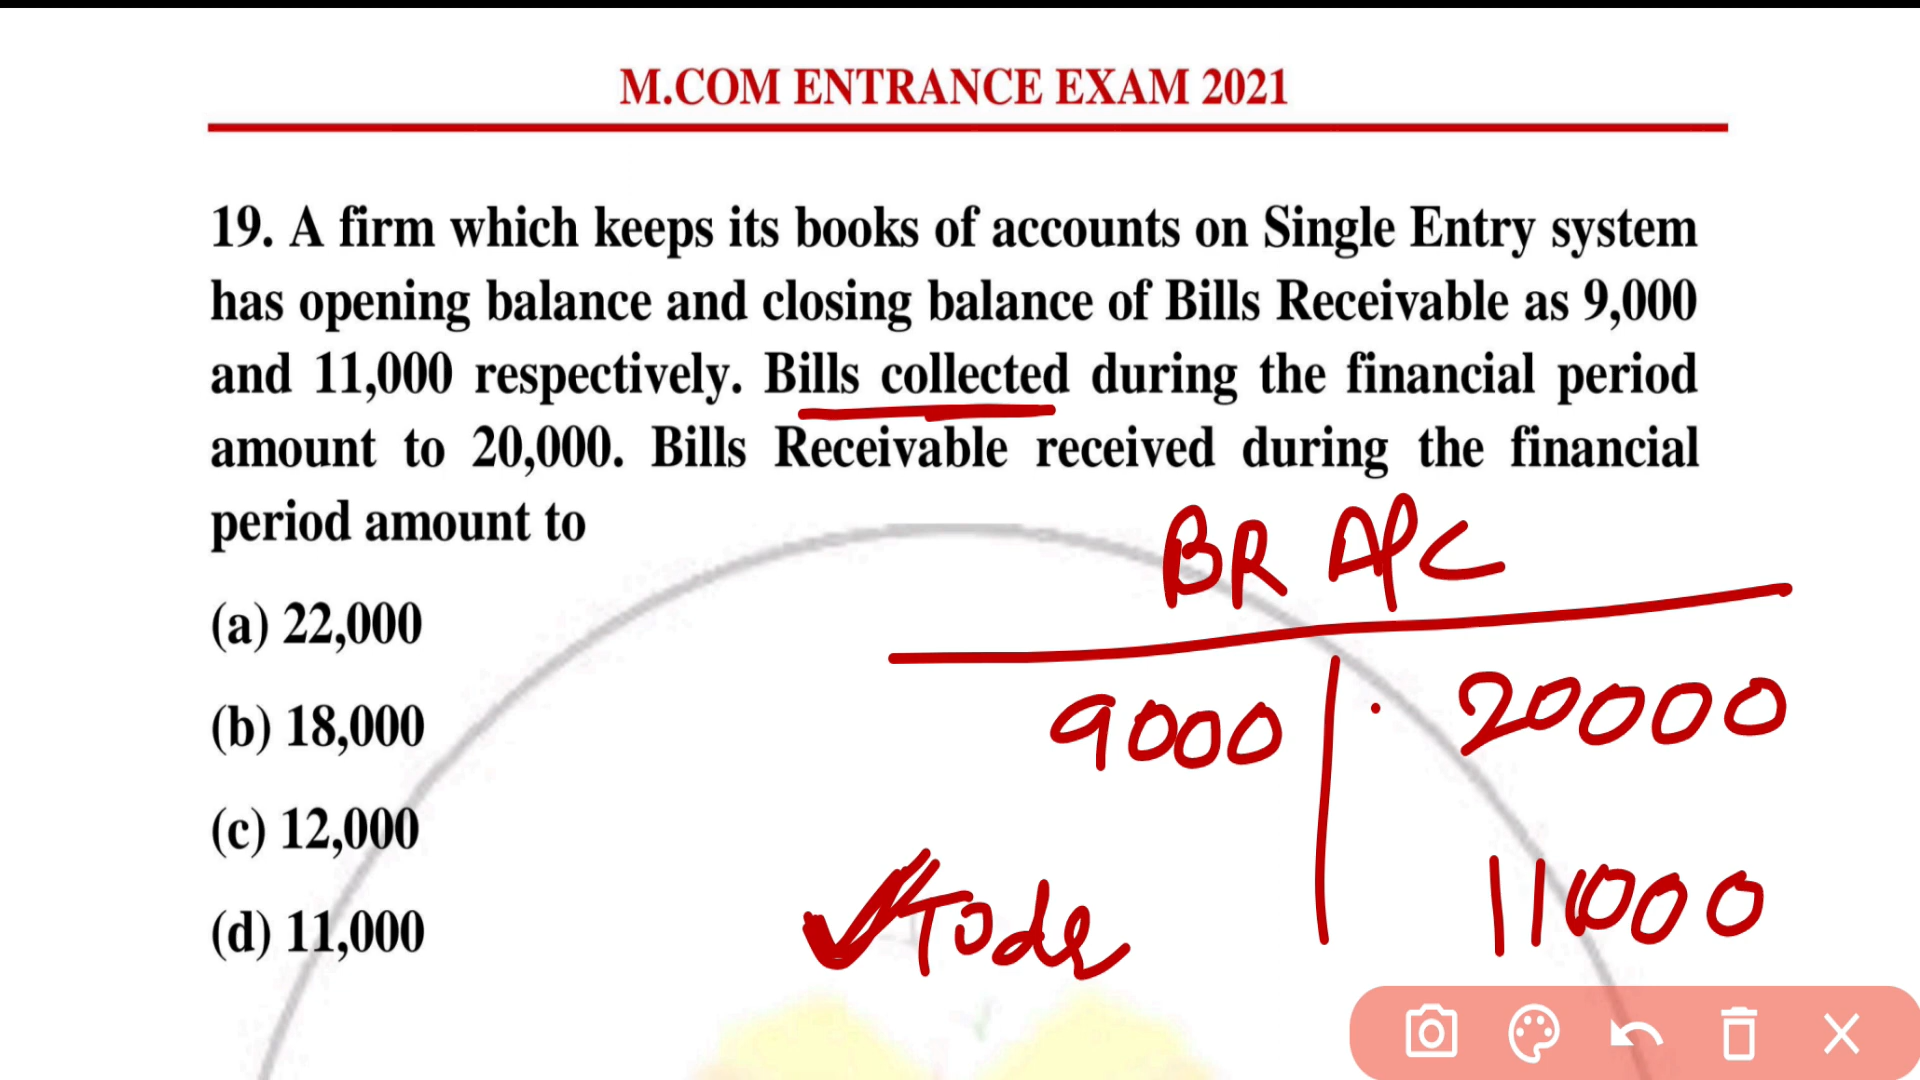 M.COM ENTRANCE EXAM 2021
19. A firm which keeps its books of accounts on Single Entry system
has opening balance and closing balance of Bills Receivable as 9,000
and 11,000 respectively. Bills collected during the financial period
amount to 20,000. Bills Receivable received during the financial
period amount to
BR A/C
(a) 22,000
9000 20000
(b) 18,000
(c) 12,000
11000
(d) 11,000